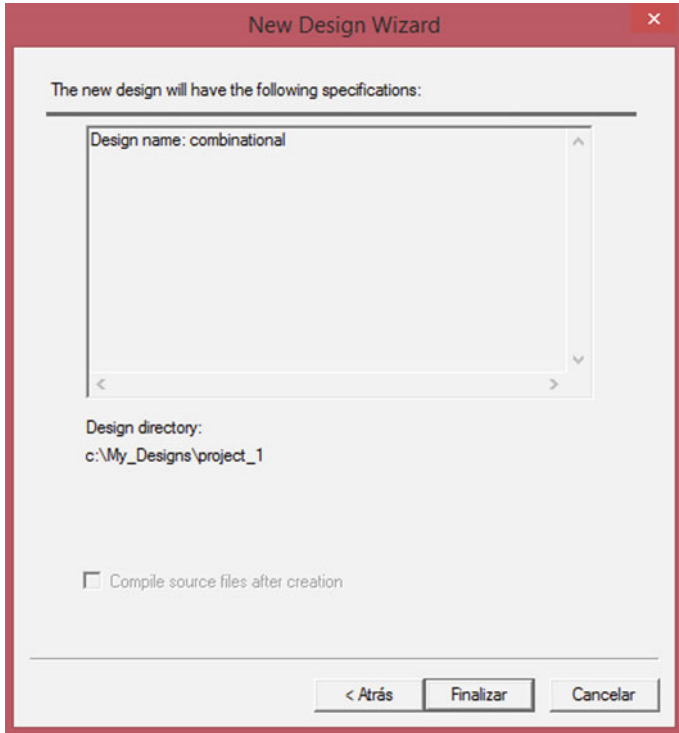 New Design Wizard
The new design will have the following specifications:
Design name: combinational
Design directory:
c:\My_Designs\project_1
Compile source files after creation
< Atrás Finalizar Cancelar